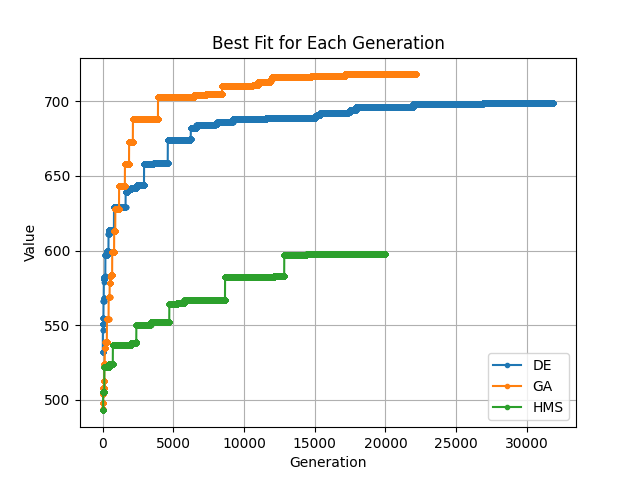 Best Fit for Each Generation
Value
700
650
600
550
500
0 5000 10000 15000 20000 25000 30000
Generation
DE
GA
HMS